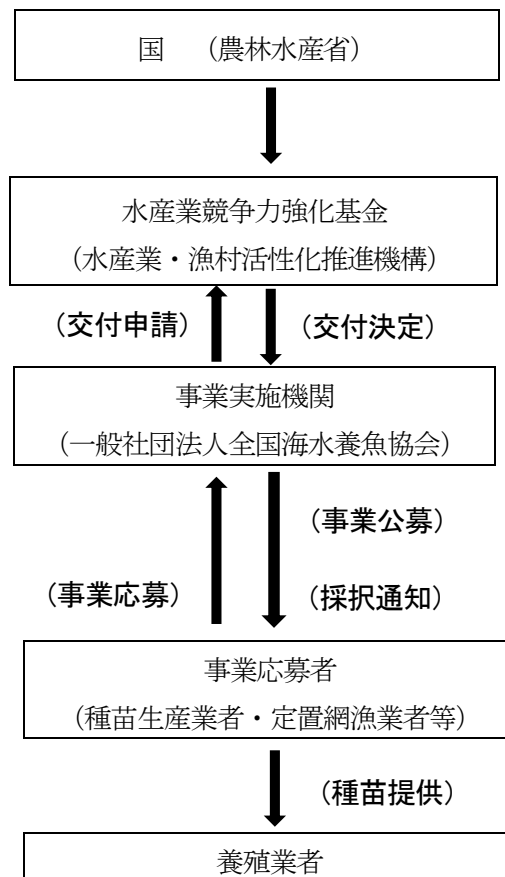 国　（農林水産省）
水産業競争力強化基金
（水産業・漁村活性化推進機構）
（交付申請）　（交付決定）
事業実施機関
（一般社団法人全国海水養魚協会）
（事業公募）
（事業応募）　（採択通知）
事業応募者
（種苗生産業者・定置網漁業者等）
（種苗提供）
養殖業者